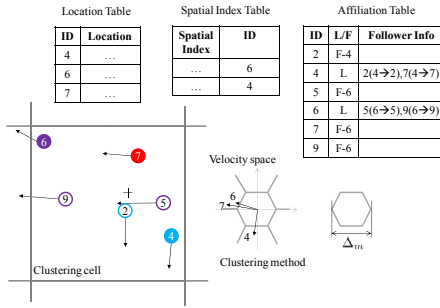 Location Table
ID Location
4 ...
6 ...
7 ...
Spatial Index Table
Spatial Index ID
... 6
... 4
Affiliation Table
ID L/F Follower Info
2 F-4
4 L 2(4→2),7(4→7)
5 F-6
6 L 5(6→5),9(6→9)
7 F-6
9 F-6
6
7
9
5
2
4
Clustering cell
Velocity space
6
7
4
Clustering method
Δm